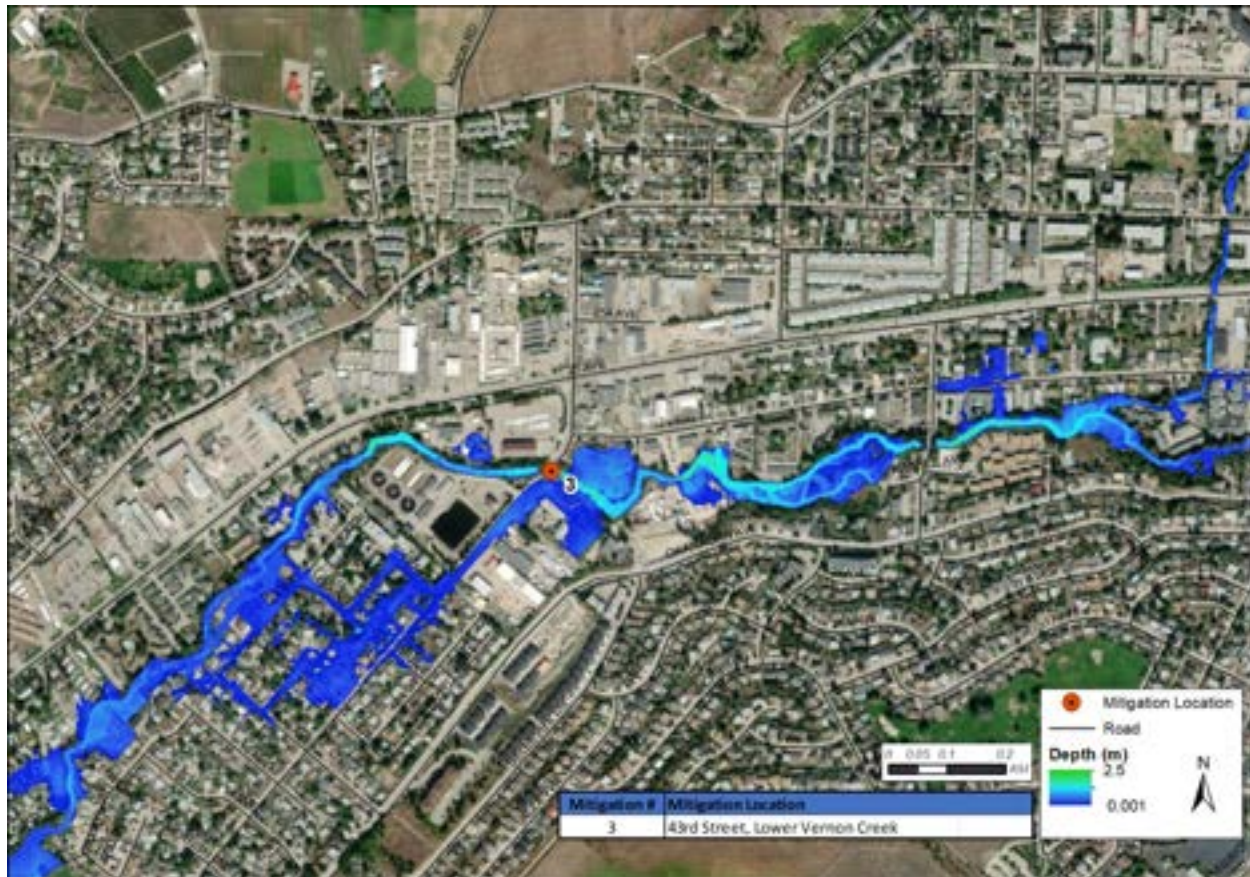 3
Mitigation Location
Road
Depth (m)
2.5
0.001
N
0 0.05 0.1 0.2
KM
Mitigation # Mitigation Location
3 43rd Street, Lower Vernon Creek